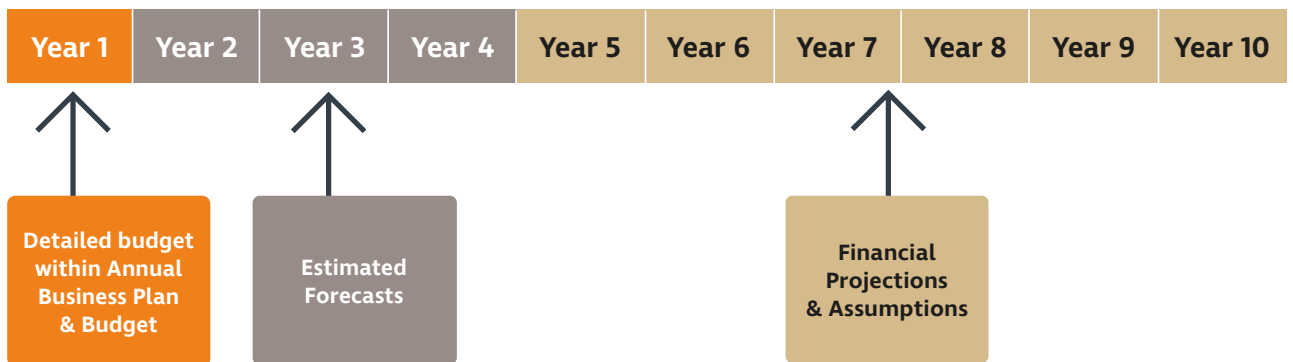 Year 1 Year 2 Year 3 Year 4 Year 5 Year 6 Year 7 Year 8 Year 9 Year 10
Detailed budget
within Annual
Business Plan
& Budget
Estimated
Forecasts
Financial
Projections
& Assumptions